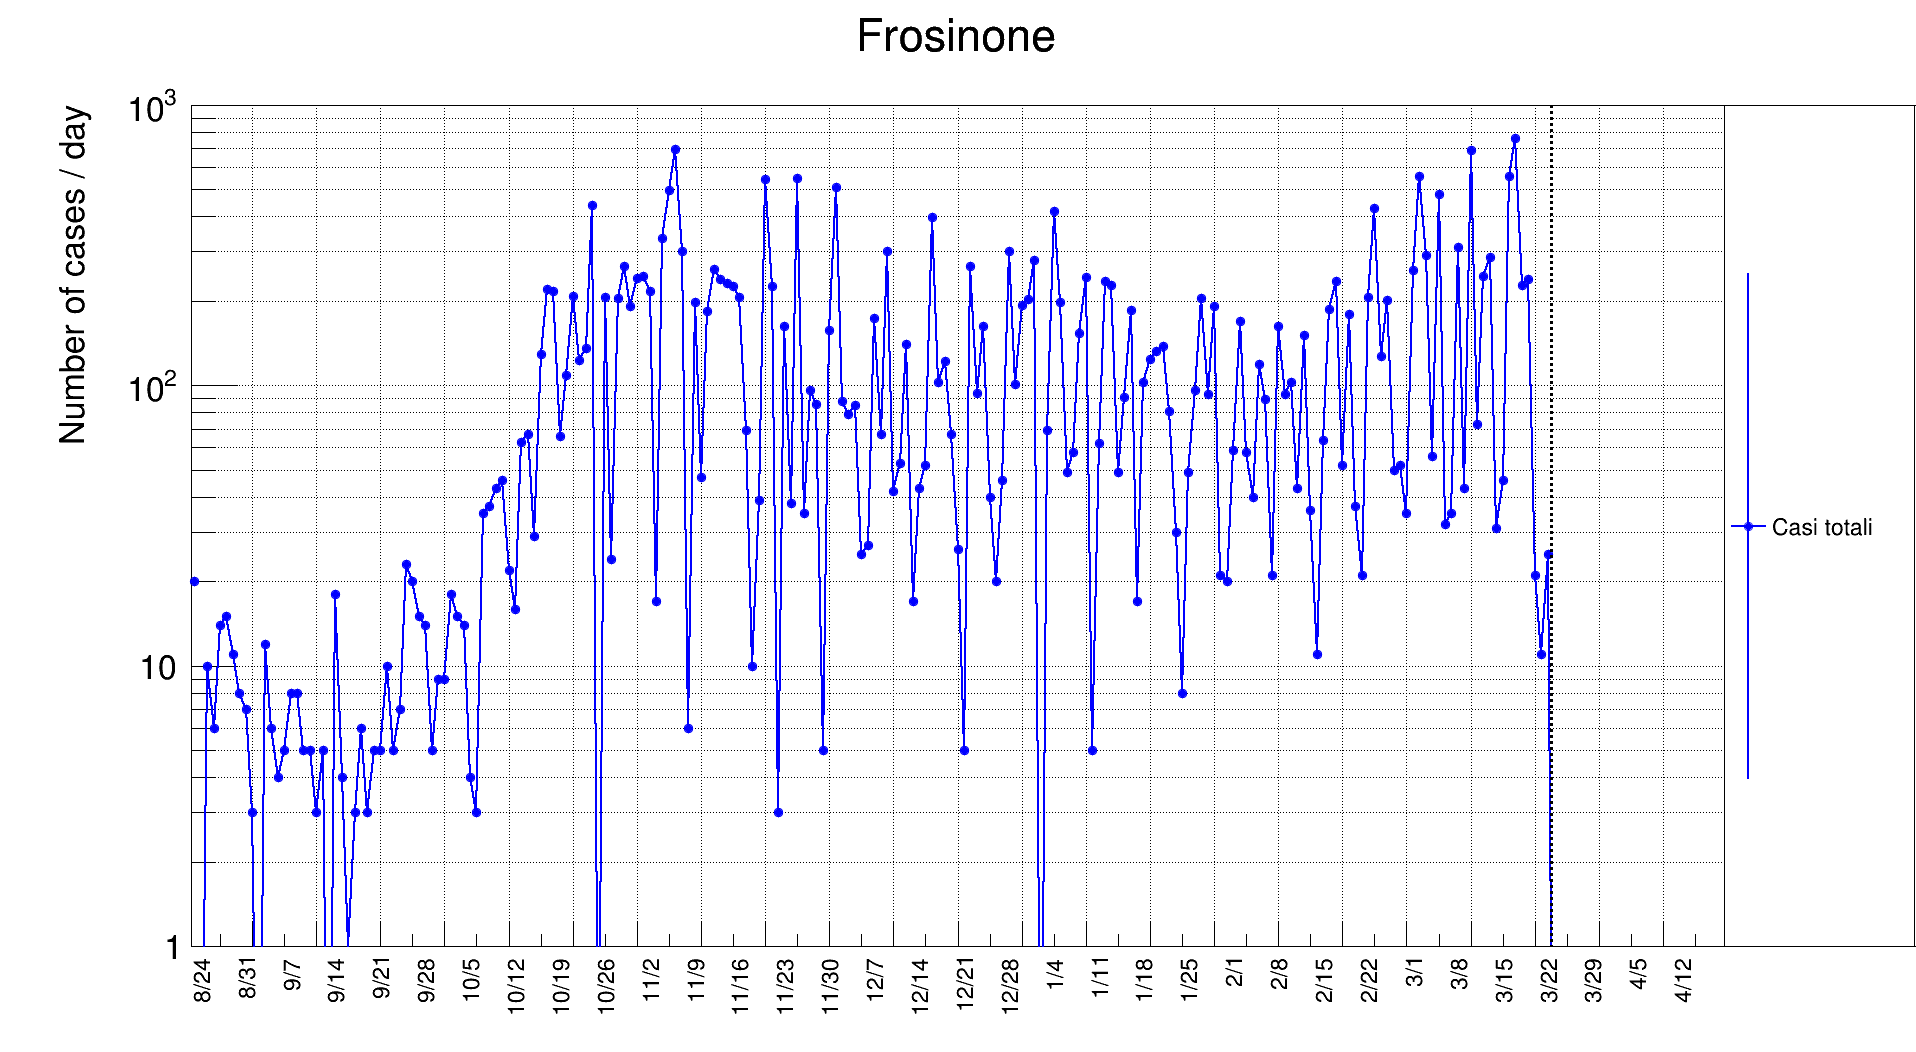 Frosinone
Number of cases / day
10³
10²
10
1
8/24 8/31 9/7 9/14 9/21 9/28 10/5 10/12 10/19 10/26 11/2 11/9 11/16 11/23 11/30 12/7 12/14 12/21 12/28 1/4 1/11 1/18 1/25 2/1 2/8 2/15 2/22 3/1 3/8 3/15 3/22 3/29 4/5 4/12
Casi totali